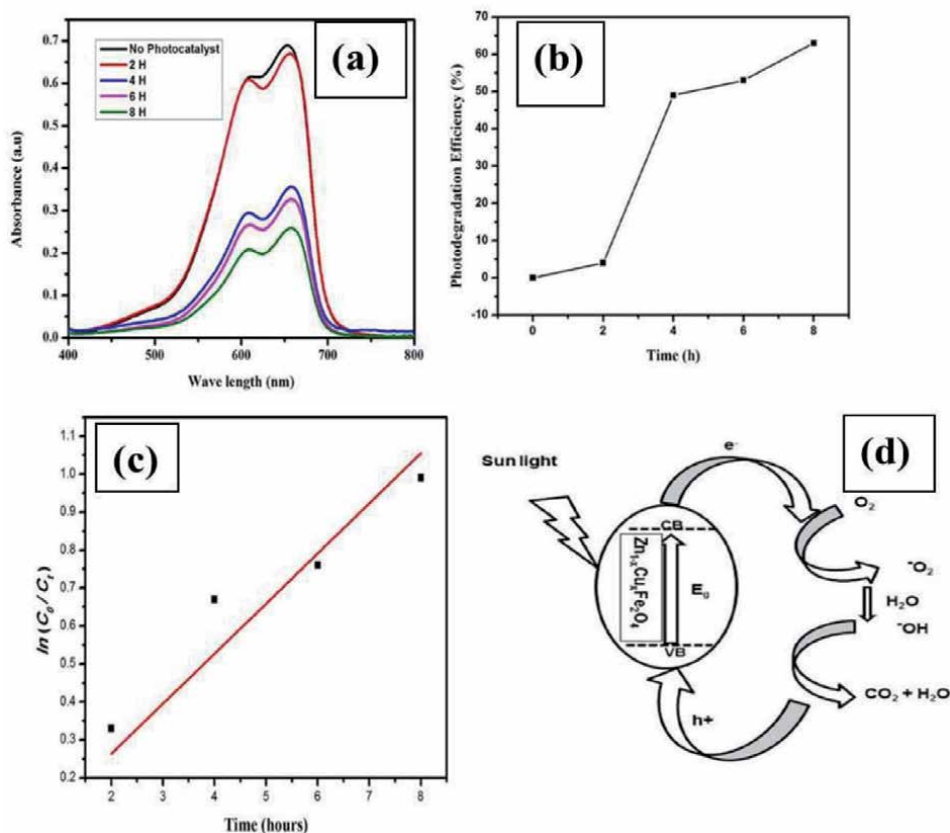 (a)
No Photocatalyst
2 H
4 H
6 H
8 H
Absorbance (a.u)
0.7
0.6
0.5
0.4
0.3
0.2
0.1
0.0
400 500 600 700 800
Wave length (nm)
(b)
Photodegradation Efficiency (%)
70
60
50
40
30
20
10
0
-10
0 2 4 6 8
Time (h)
(c)
ln (C₀ / Cₜ)
1.1
1.0
0.9
0.8
0.7
0.6
0.5
0.4
0.3
0.2
2 3 4 5 6 7 8
Time (hours)
(d)
Sun light
e⁻
O₂
CB
Zn₁₋ₓCuₓFe₂O₄
Eg
VB
⁻O₂
H₂O
⁻OH
CO₂ + H₂O
h+